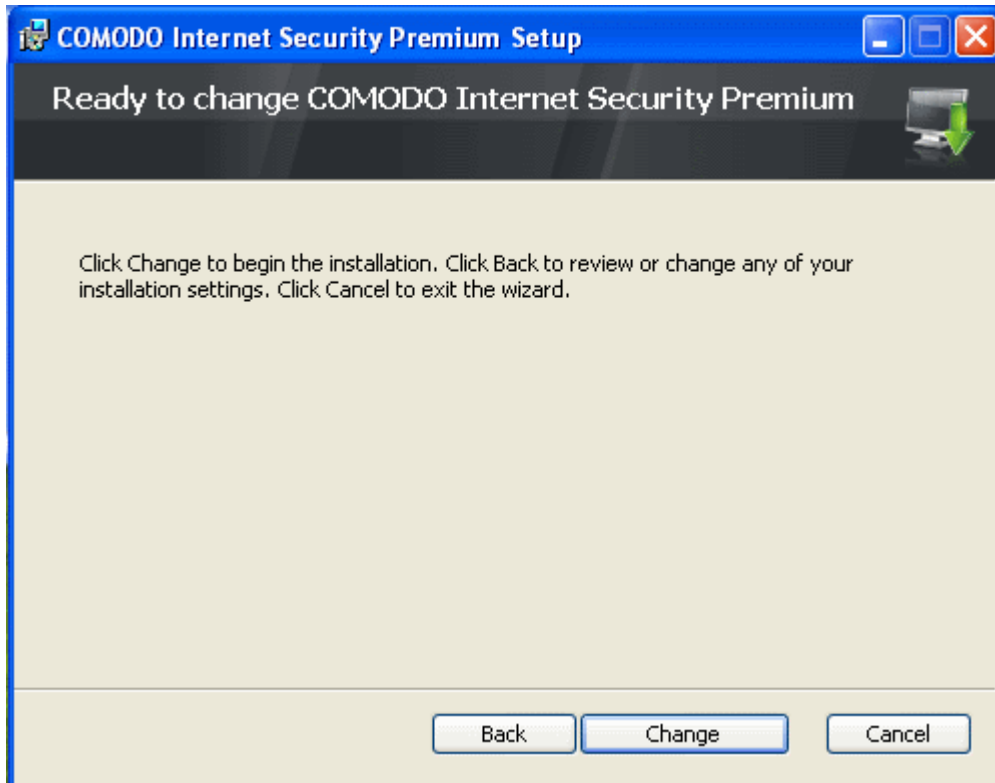 COMODO Internet Security Premium Setup
Ready to change COMODO Internet Security Premium
Click Change to begin the installation. Click Back to review or change any of your
installation settings. Click Cancel to exit the wizard.
Back
Change
Cancel